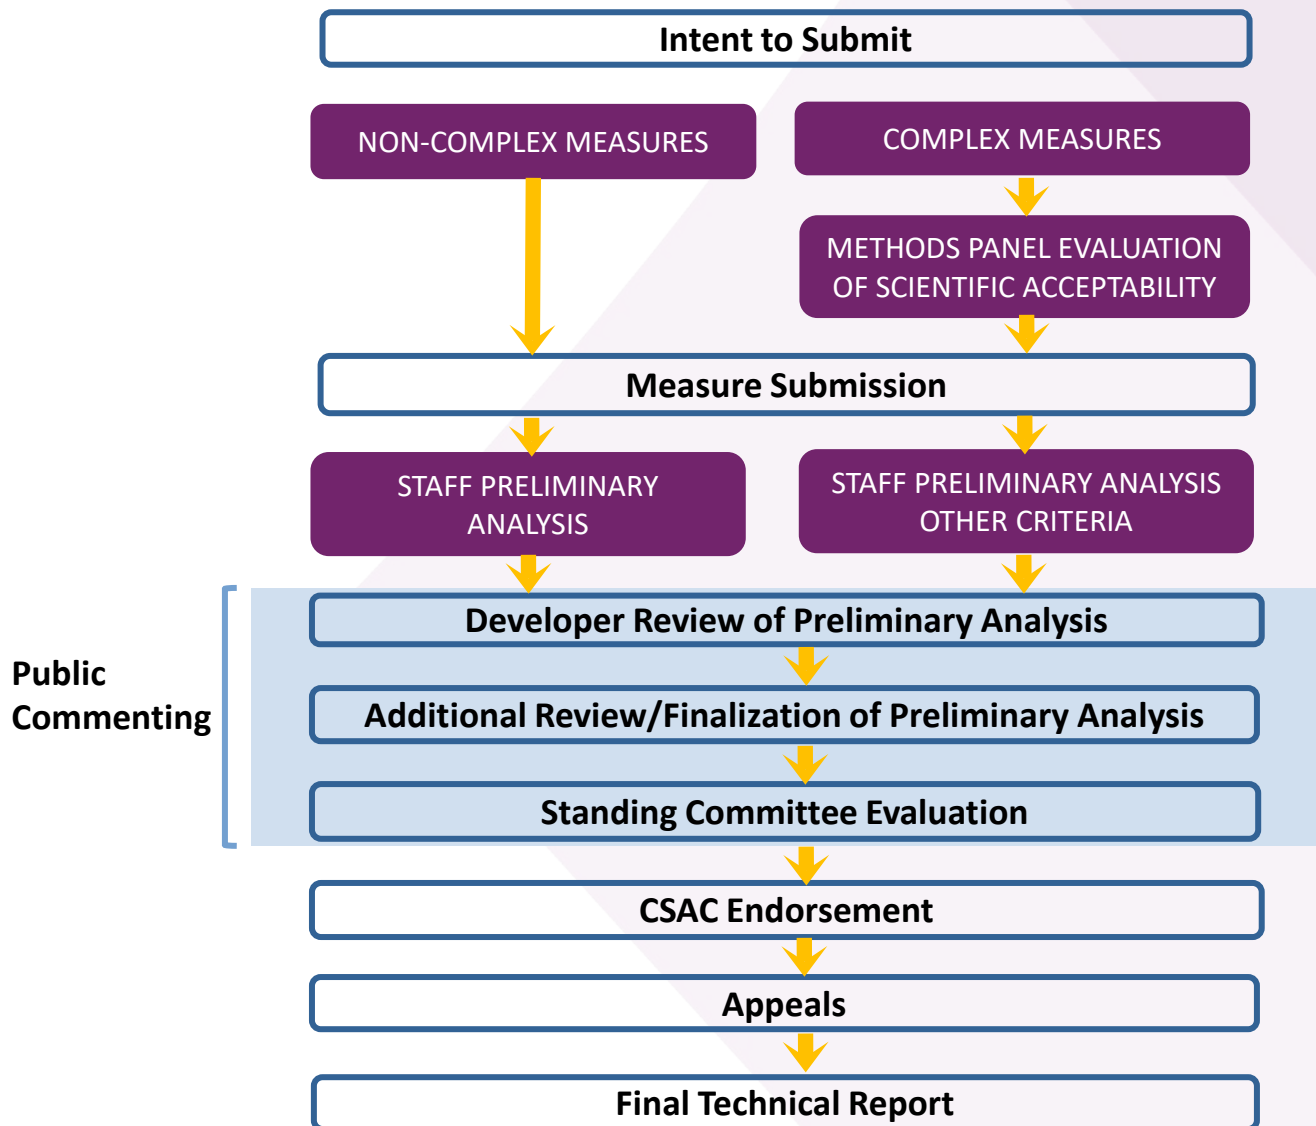 Intent to Submit
NON-COMPLEX MEASURES
COMPLEX MEASURES
METHODS PANEL EVALUATION
OF SCIENTIFIC ACCEPTABILITY
Measure Submission
STAFF PRELIMINARY
ANALYSIS
STAFF PRELIMINARY ANALYSIS
OTHER CRITERIA
Public
Commenting
Developer Review of Preliminary Analysis
Additional Review/Finalization of Preliminary Analysis
Standing Committee Evaluation
CSAC Endorsement
Appeals
Final Technical Report